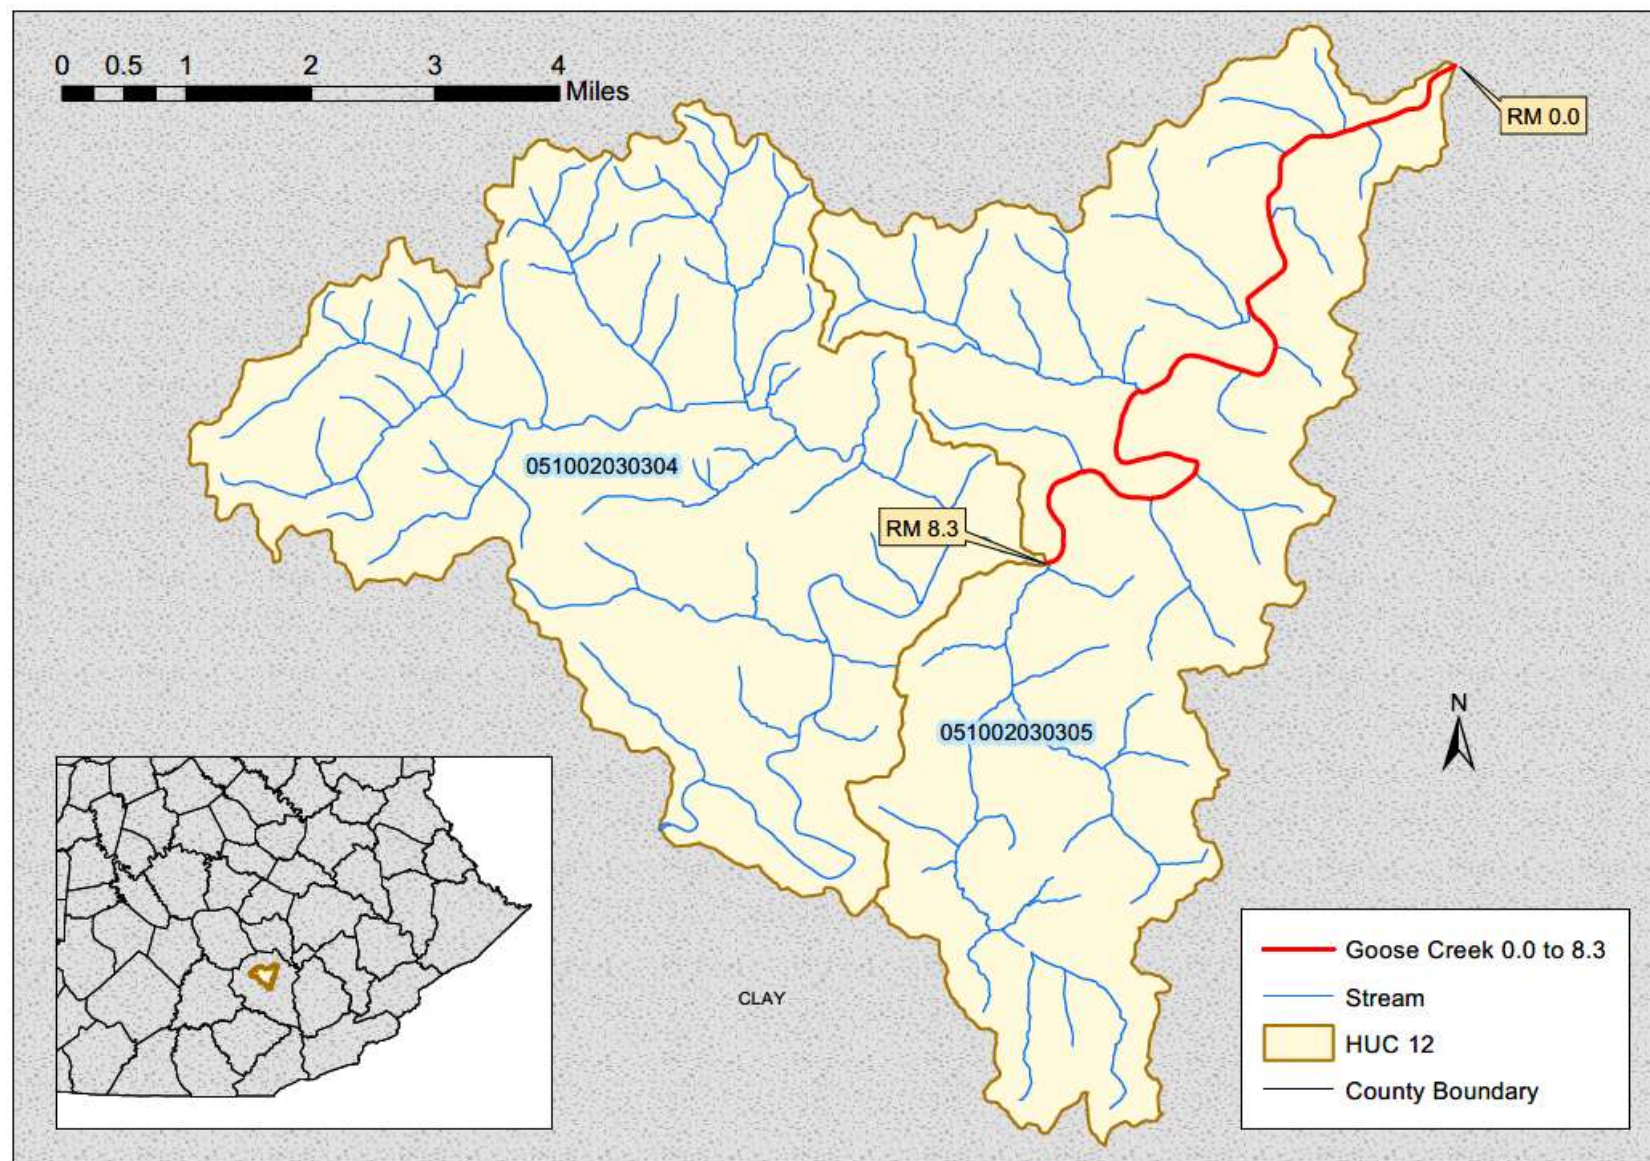 0 0.5 1 2 3 4
Miles
RM 0.0
051002030304
RM 8.3
N
051002030305
CLAY
Goose Creek 0.0 to 8.3
Stream
HUC 12
County Boundary